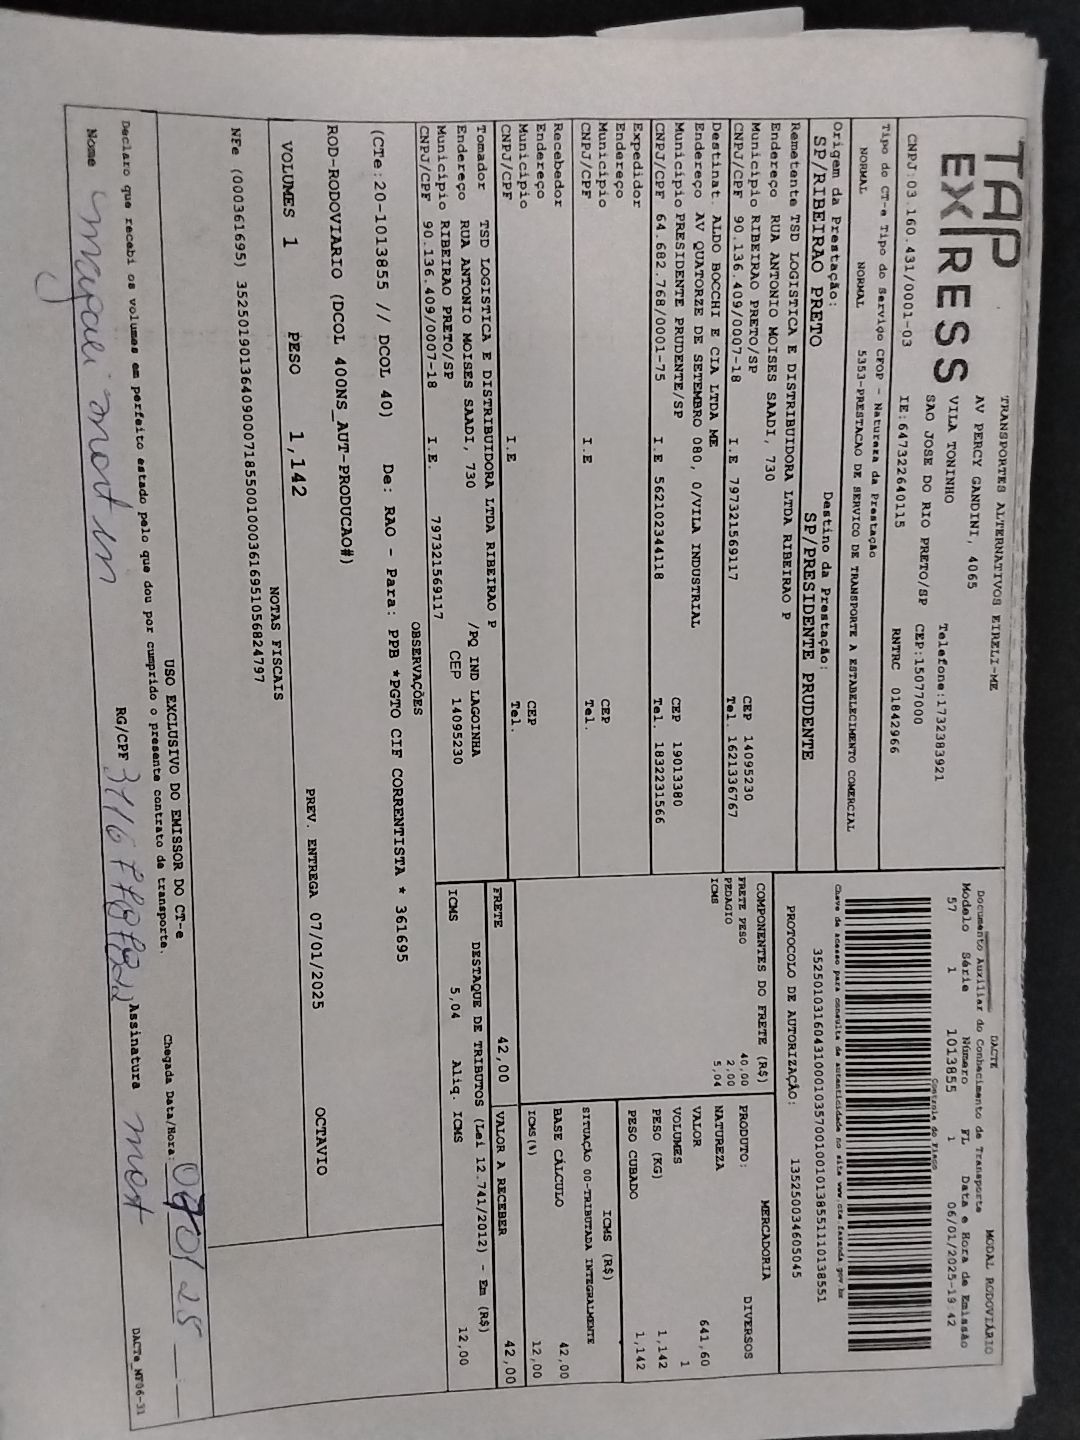 TAP
EXPRESS
TRANSPORTES ALTERNATIVOS EIRELI-ME
AV PERCY GANDINI, 4065
VILA TONINHO Telefone:1732383921
SAO JOSE DO RIO PRETO/SP CEP:15077000
CNPJ:03.160.431/0001-03 IE:647322640115 RNTRC 01842966
Tipo do CT-e Tipo do Serviço CFOP - Natureza da Prestação
NORMAL NORMAL 5353-PRESTACAO DE SERVICO DE TRANSPORTE A ESTABELECIMENTO COMERCIAL
Origem da Prestação: Destino da Prestação:
SP/RIBEIRAO PRETO SP/PRESIDENTE PRUDENTE
Remetente TSD LOGISTICA E DISTRIBUIDORA LTDA RIBEIRAO P
Endereço RUA ANTONIO MOISES SAADI, 730
Município RIBEIRAO PRETO/SP CEP 14095230
CNPJ/CPF 90.136.409/0007-18 I.E 797321569117 Tel. 1621336767
Destinat. ALDO BOCCHI E CIA LTDA ME
Endereço AV QUATORZE DE SETEMBRO 080, 0/VILA INDUSTRIAL
Município PRESIDENTE PRUDENTE/SP CEP 19013380
CNPJ/CPF 64.682.768/0001-75 I.E 562102344118 Tel. 1832231566
Expedidor
Endereço
Município CEP
CNPJ/CPF I.E Tel.
Recebedor
Endereço
Município CEP
CNPJ/CPF I.E Tel.
Tomador TSD LOGISTICA E DISTRIBUIDORA LTDA RIBEIRAO P
Endereço RUA ANTONIO MOISES SAADI, 730 /PQ IND LAGOINHA
Município RIBEIRAO PRETO/SP CEP 14095230
CNPJ/CPF 90.136.409/0007-18 I.E. 797321569117
DACTE MODAL RODOVIÁRIO
Documento Auxiliar do Conhecimento de Transporte
Modelo Série Número FL Data e Hora de Emissão
57 1 1013855 1 06/01/2025-19:42
Controle do Fisco
Chave de acesso para consulta de autenticidade no site www.cte.fazenda.gov.br
35250103160431000103570010010138551110138551
PROTOCOLO DE AUTORIZAÇÃO: 135250034605045
COMPONENTES DO FRETE (R$)
FRETE PESO 40,00
PEDAGIO 2,00
ICMS 5,04
MERCADORIA
PRODUTO: DIVERSOS
NATUREZA
VALOR 641,60
VOLUMES 1
PESO (KG) 1,142
PESO CUBADO 1,142
ICMS (R$)
SITUAÇÃO 00-TRIBUTADA INTEGRALMENTE
BASE CÁLCULO 42,00
ICMS(%) 12,00
FRETE 42,00 VALOR A RECEBER 42,00
DESTAQUE DE TRIBUTOS (Lei 12.741/2012) - Em (R$)
ICMS 5,04 Aliq. ICMS 12,00
OBSERVAÇÕES
(CTe:20-1013855 // DCOL 40) De: RAO - Para: PPB *PGTO CIF CORRENTISTA * 361695
ROD-RODOVIARIO (DCOL 400NS_AUT-PRODUCAO#)
VOLUMES 1 PESO 1,142 PREV. ENTREGA 07/01/2025 OCTAVIO
NOTAS FISCAIS
NFe (000361695) 35250190136409000718550010003616951056824797
USO EXCLUSIVO DO EMISSOR DO CT-e
Declaro que recebi os volumes em perfeito estado pelo que dou por cumprido o presente contrato de transporte. Chegada Data/Hora:
Nome RG/CPF Assinatura
DACTe_NT06-31